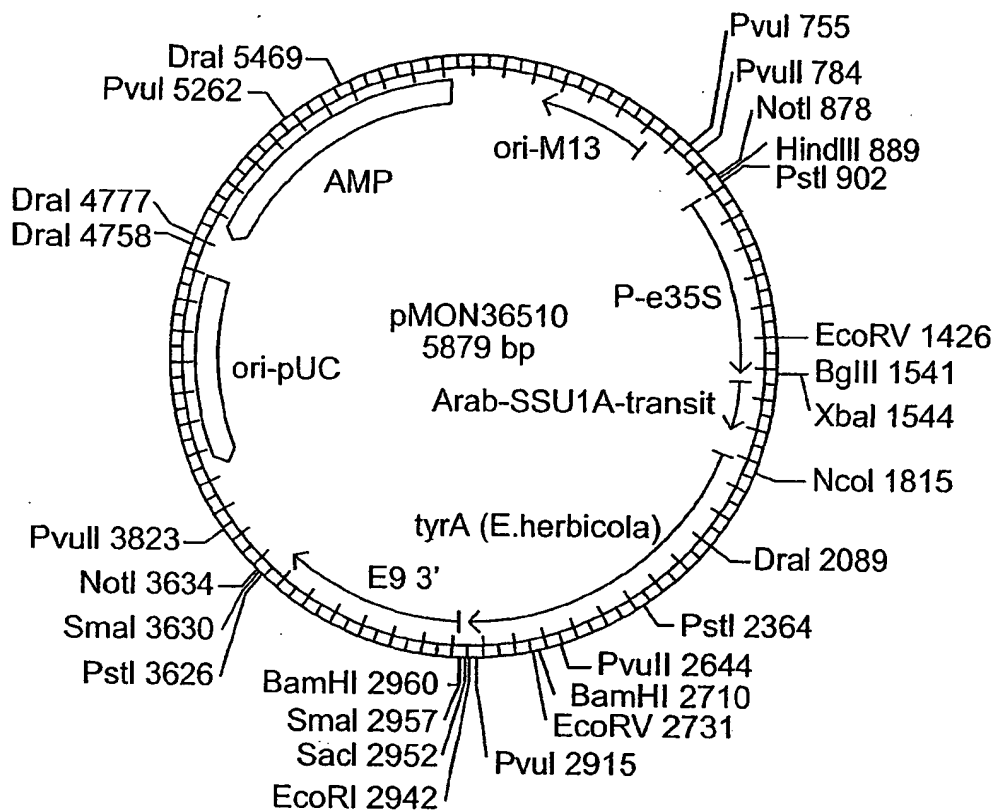 PvuI 755
DraI 5469
PvuII 784
PvuI 5262
NotI 878
ori-M13
HindIII 889
PstI 902
AMP
DraI 4777
DraI 4758
P-e35S
pMON36510
5879 bp
EcoRV 1426
ori-pUC
BglII 1541
Arab-SSU1A-transit
XbaI 1544
NcoI 1815
tyrA (E.herbicola)
PvuII 3823
DraI 2089
NotI 3634
E9 3'
SmaI 3630
PstI 2364
PstI 3626
PvuII 2644
BamHI 2960
BamHI 2710
SmaI 2957
EcoRV 2731
SacI 2952
PvuI 2915
EcoRI 2942